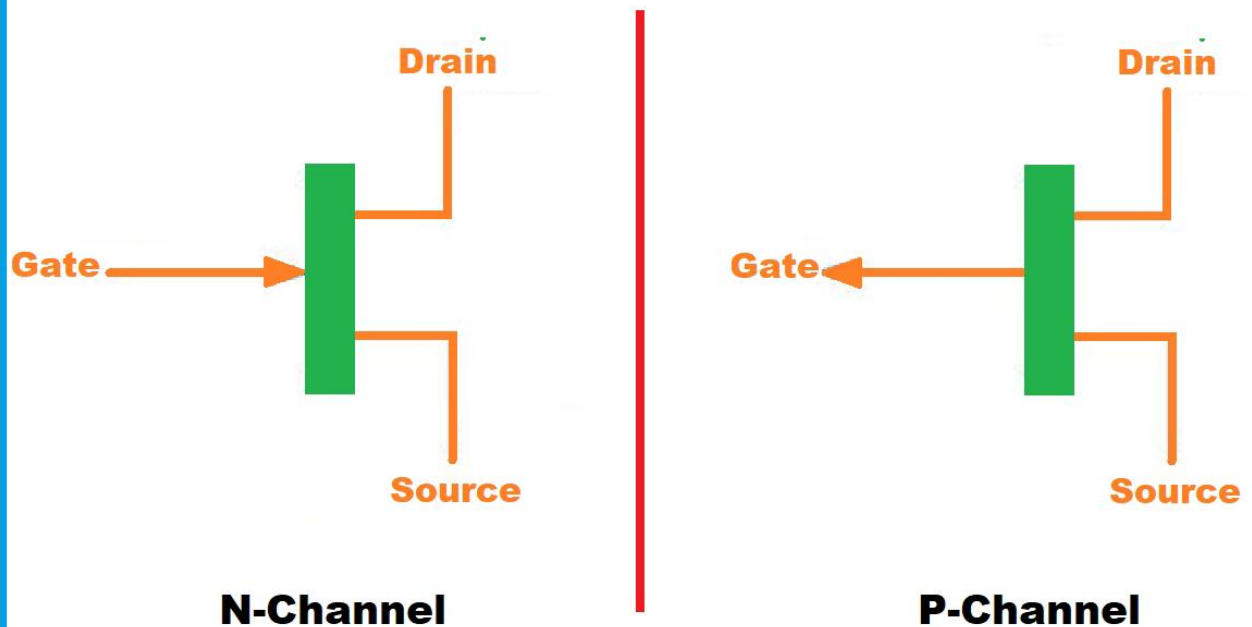 Drain
Gate
Source
N-Channel
Drain
Gate
Source
P-Channel